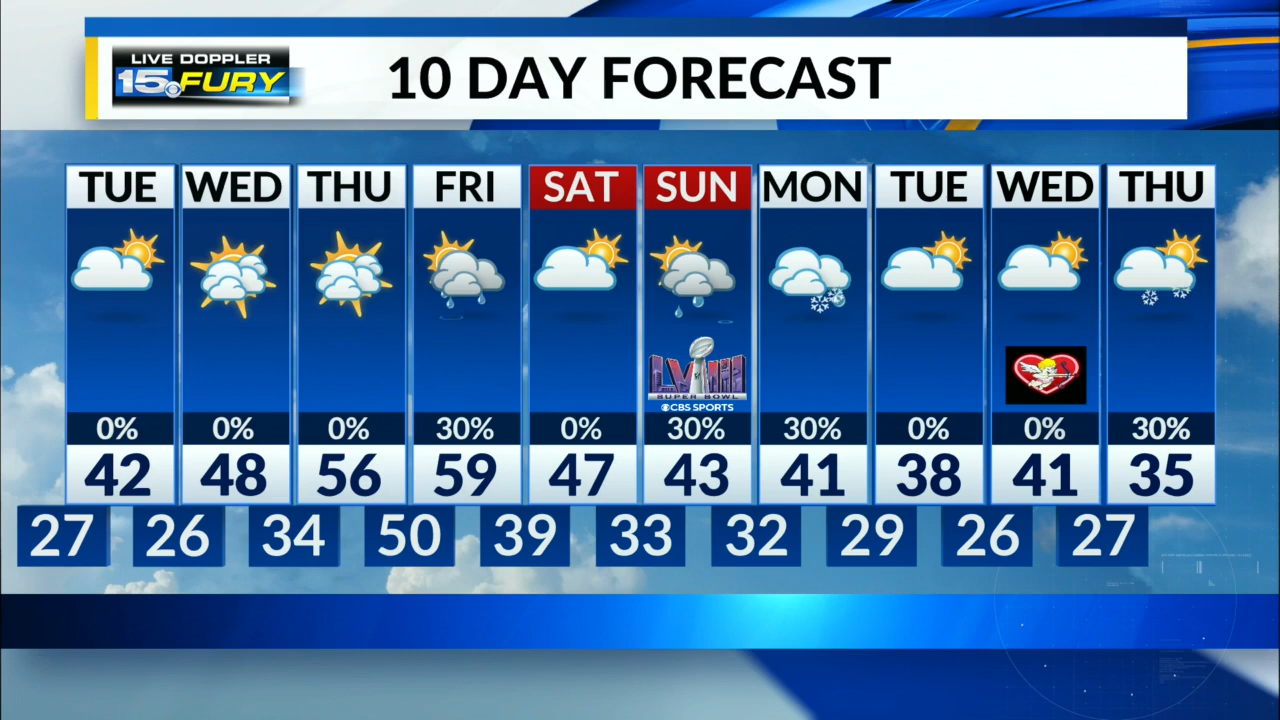 LIVE DOPPLER
15 FURY
10 DAY FORECAST
TUE WED THU FRI SAT SUN MON TUE WED THU
LVIII
SUPER BOWL
CBS SPORTS
0% 0% 0% 30% 0% 30% 30% 0% 0% 30%
42 48 56 59 47 43 41 38 41 35
27 26 34 50 39 33 32 29 26 27